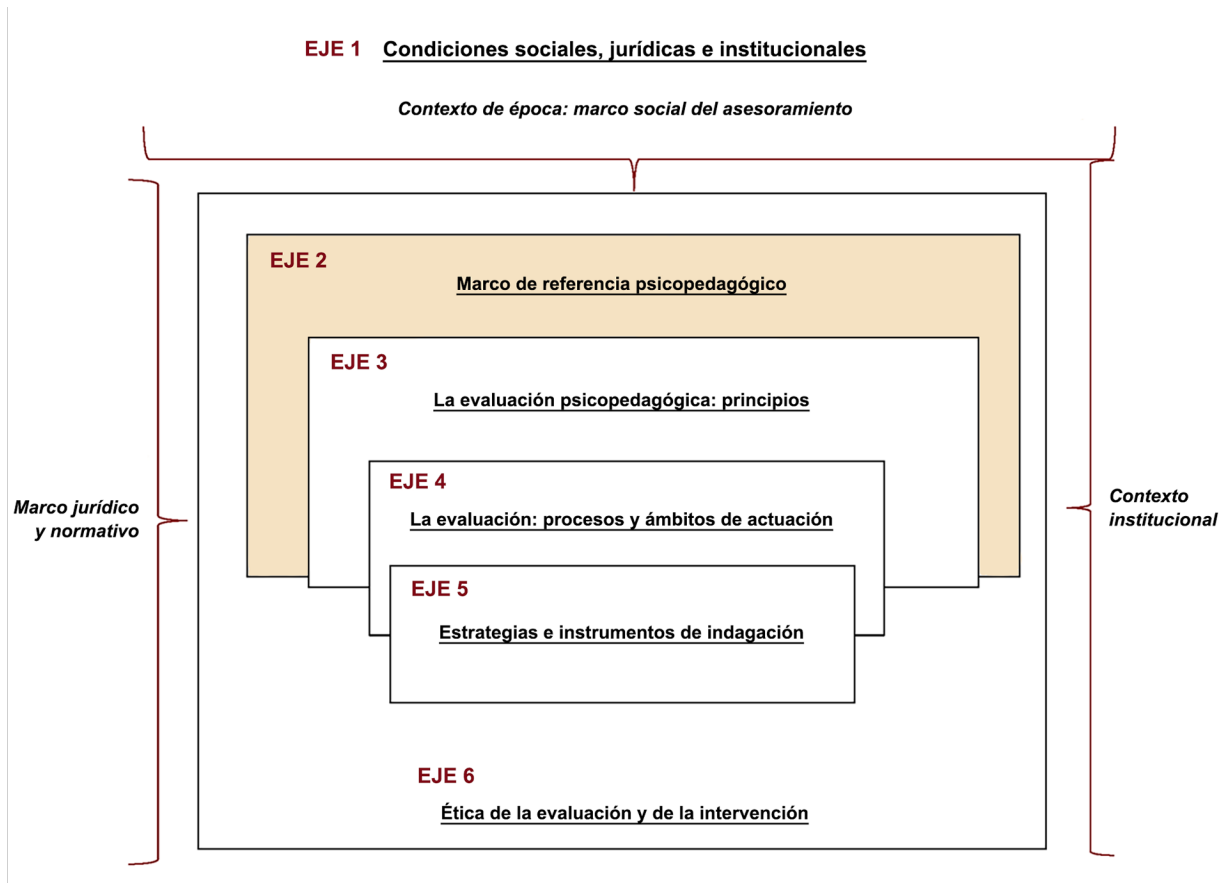 EJE 1 Condiciones sociales, jurídicas e institucionales
Contexto de época: marco social del asesoramiento
EJE 2
Marco de referencia psicopedagógico
EJE 3
La evaluación psicopedagógica: principios
EJE 4
La evaluación: procesos y ámbitos de actuación
EJE 5
Estrategias e instrumentos de indagación
EJE 6
Ética de la evaluación y de la intervención
Marco jurídico
y normativo
Contexto
institucional